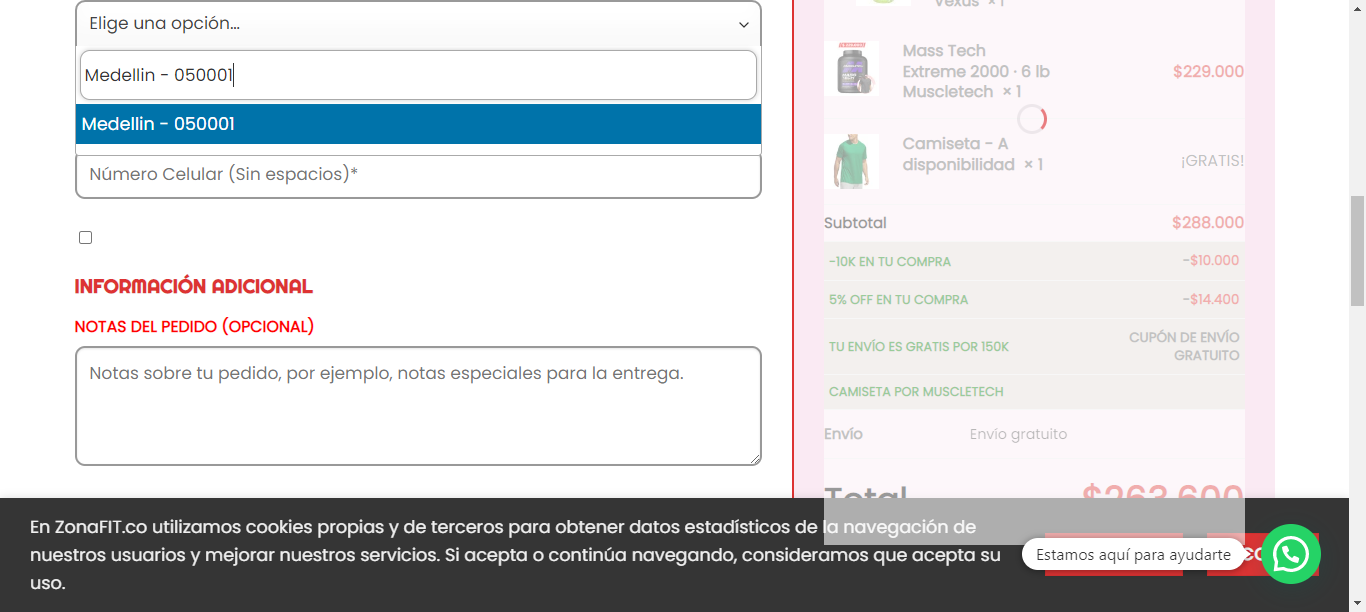 Elige una opción...
Medellin - 050001
Medellin - 050001
Número Celular (Sin espacios)*
INFORMACIÓN ADICIONAL
NOTAS DEL PEDIDO (OPCIONAL)
Notas sobre tu pedido, por ejemplo, notas especiales para la entrega.
Vexus × 1
Mass Tech
Extreme 2000 · 6 lb
Muscletech × 1
$229.000
Camiseta - A
disponibilidad × 1
¡GRATIS!
Subtotal $288.000
-10K EN TU COMPRA -$10.000
5% OFF EN TU COMPRA -$14.400
TU ENVÍO ES GRATIS POR 150K
CUPÓN DE ENVÍO
GRATUITO
CAMISETA POR MUSCLETECH
Envío Envío gratuito
Total $263.600
En ZonaFIT.co utilizamos cookies propias y de terceros para obtener datos estadísticos de la navegación de
nuestros usuarios y mejorar nuestros servicios. Si acepta o continúa navegando, consideramos que acepta su
uso.
Estamos aquí para ayudarte